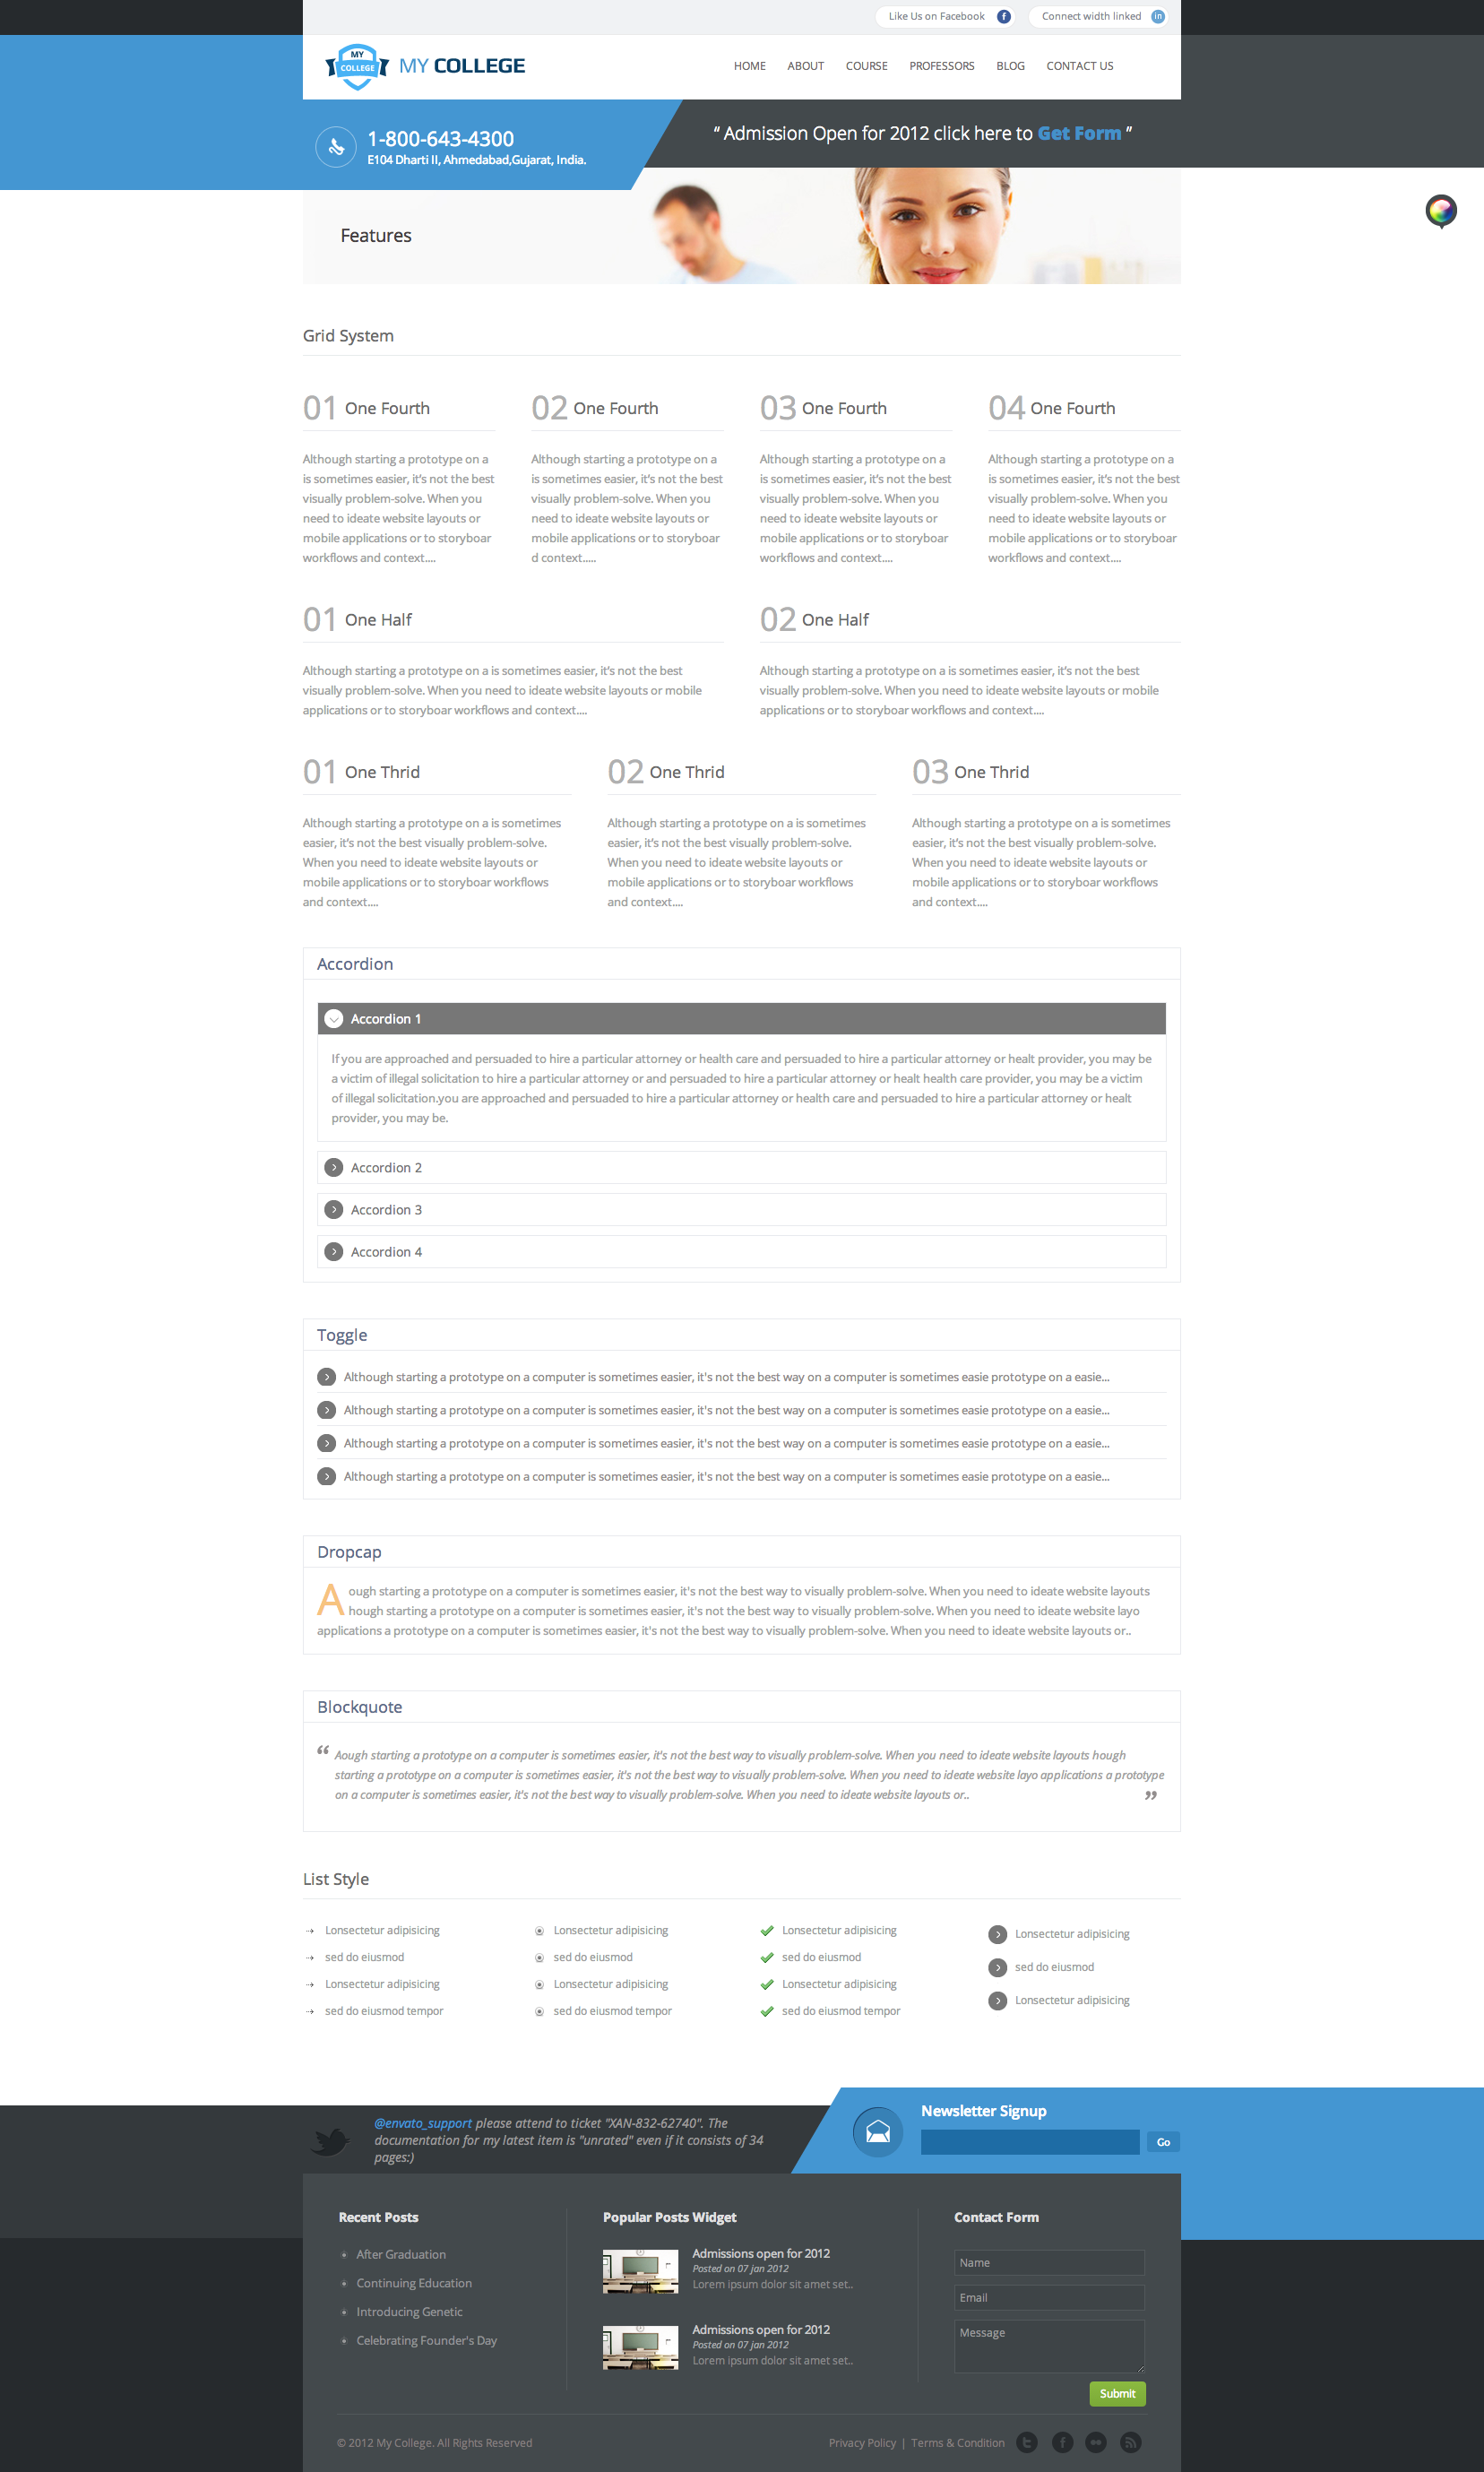 Like Us on Facebook f
Connect width linked in
MY
COLLEGE
MY COLLEGE
HOME ABOUT COURSE PROFESSORS BLOG CONTACT US
1-800-643-4300
E104 Dharti II, Ahmedabad,Gujarat, India.
“ Admission Open for 2012 click here to Get Form ”
Features
Grid System
01 One Fourth
Although starting a prototype on a
is sometimes easier, it's not the best
visually problem-solve. When you
need to ideate website layouts or
mobile applications or to storyboar
workflows and context....
02 One Fourth
Although starting a prototype on a
is sometimes easier, it's not the best
visually problem-solve. When you
need to ideate website layouts or
mobile applications or to storyboar
d context.....
03 One Fourth
Although starting a prototype on a
is sometimes easier, it's not the best
visually problem-solve. When you
need to ideate website layouts or
mobile applications or to storyboar
workflows and context....
04 One Fourth
Although starting a prototype on a
is sometimes easier, it's not the best
visually problem-solve. When you
need to ideate website layouts or
mobile applications or to storyboar
workflows and context....
01 One Half
Although starting a prototype on a is sometimes easier, it's not the best
visually problem-solve. When you need to ideate website layouts or mobile
applications or to storyboar workflows and context....
02 One Half
Although starting a prototype on a is sometimes easier, it's not the best
visually problem-solve. When you need to ideate website layouts or mobile
applications or to storyboar workflows and context....
01 One Thrid
Although starting a prototype on a is sometimes
easier, it's not the best visually problem-solve.
When you need to ideate website layouts or
mobile applications or to storyboar workflows
and context....
02 One Thrid
Although starting a prototype on a is sometimes
easier, it's not the best visually problem-solve.
When you need to ideate website layouts or
mobile applications or to storyboar workflows
and context....
03 One Thrid
Although starting a prototype on a is sometimes
easier, it's not the best visually problem-solve.
When you need to ideate website layouts or
mobile applications or to storyboar workflows
and context....
Accordion
Accordion 1
If you are approached and persuaded to hire a particular attorney or health care and persuaded to hire a particular attorney or healt provider, you may be
a victim of illegal solicitation to hire a particular attorney or and persuaded to hire a particular attorney or healt health care provider, you may be a victim
of illegal solicitation.you are approached and persuaded to hire a particular attorney or health care and persuaded to hire a particular attorney or healt
provider, you may be.
Accordion 2
Accordion 3
Accordion 4
Toggle
Although starting a prototype on a computer is sometimes easier, it's not the best way on a computer is sometimes easie prototype on a easie...
Although starting a prototype on a computer is sometimes easier, it's not the best way on a computer is sometimes easie prototype on a easie...
Although starting a prototype on a computer is sometimes easier, it's not the best way on a computer is sometimes easie prototype on a easie...
Although starting a prototype on a computer is sometimes easier, it's not the best way on a computer is sometimes easie prototype on a easie...
Dropcap
A ough starting a prototype on a computer is sometimes easier, it's not the best way to visually problem-solve. When you need to ideate website layouts
hough starting a prototype on a computer is sometimes easier, it's not the best way to visually problem-solve. When you need to ideate website layo
applications a prototype on a computer is sometimes easier, it's not the best way to visually problem-solve. When you need to ideate website layouts or..
Blockquote
“ Aough starting a prototype on a computer is sometimes easier, it's not the best way to visually problem-solve. When you need to ideate website layouts hough
starting a prototype on a computer is sometimes easier, it's not the best way to visually problem-solve. When you need to ideate website layo applications a prototype
on a computer is sometimes easier, it's not the best way to visually problem-solve. When you need to ideate website layouts or.. ”
List Style
Lonsectetur adipisicing
sed do eiusmod
Lonsectetur adipisicing
sed do eiusmod tempor
Lonsectetur adipisicing
sed do eiusmod
Lonsectetur adipisicing
sed do eiusmod tempor
Lonsectetur adipisicing
sed do eiusmod
Lonsectetur adipisicing
sed do eiusmod tempor
Lonsectetur adipisicing
sed do eiusmod
Lonsectetur adipisicing
@envato_support please attend to ticket "XAN-832-62740". The
documentation for my latest item is "unrated" even if it consists of 34
pages:)
Newsletter Signup
Go
Recent Posts
After Graduation
Continuing Education
Introducing Genetic
Celebrating Founder's Day
Popular Posts Widget
Admissions open for 2012
Posted on 07 jan 2012
Lorem ipsum dolor sit amet set..
Admissions open for 2012
Posted on 07 jan 2012
Lorem ipsum dolor sit amet set..
Contact Form
Name
Email
Message
Submit
© 2012 My College. All Rights Reserved
Privacy Policy | Terms & Condition